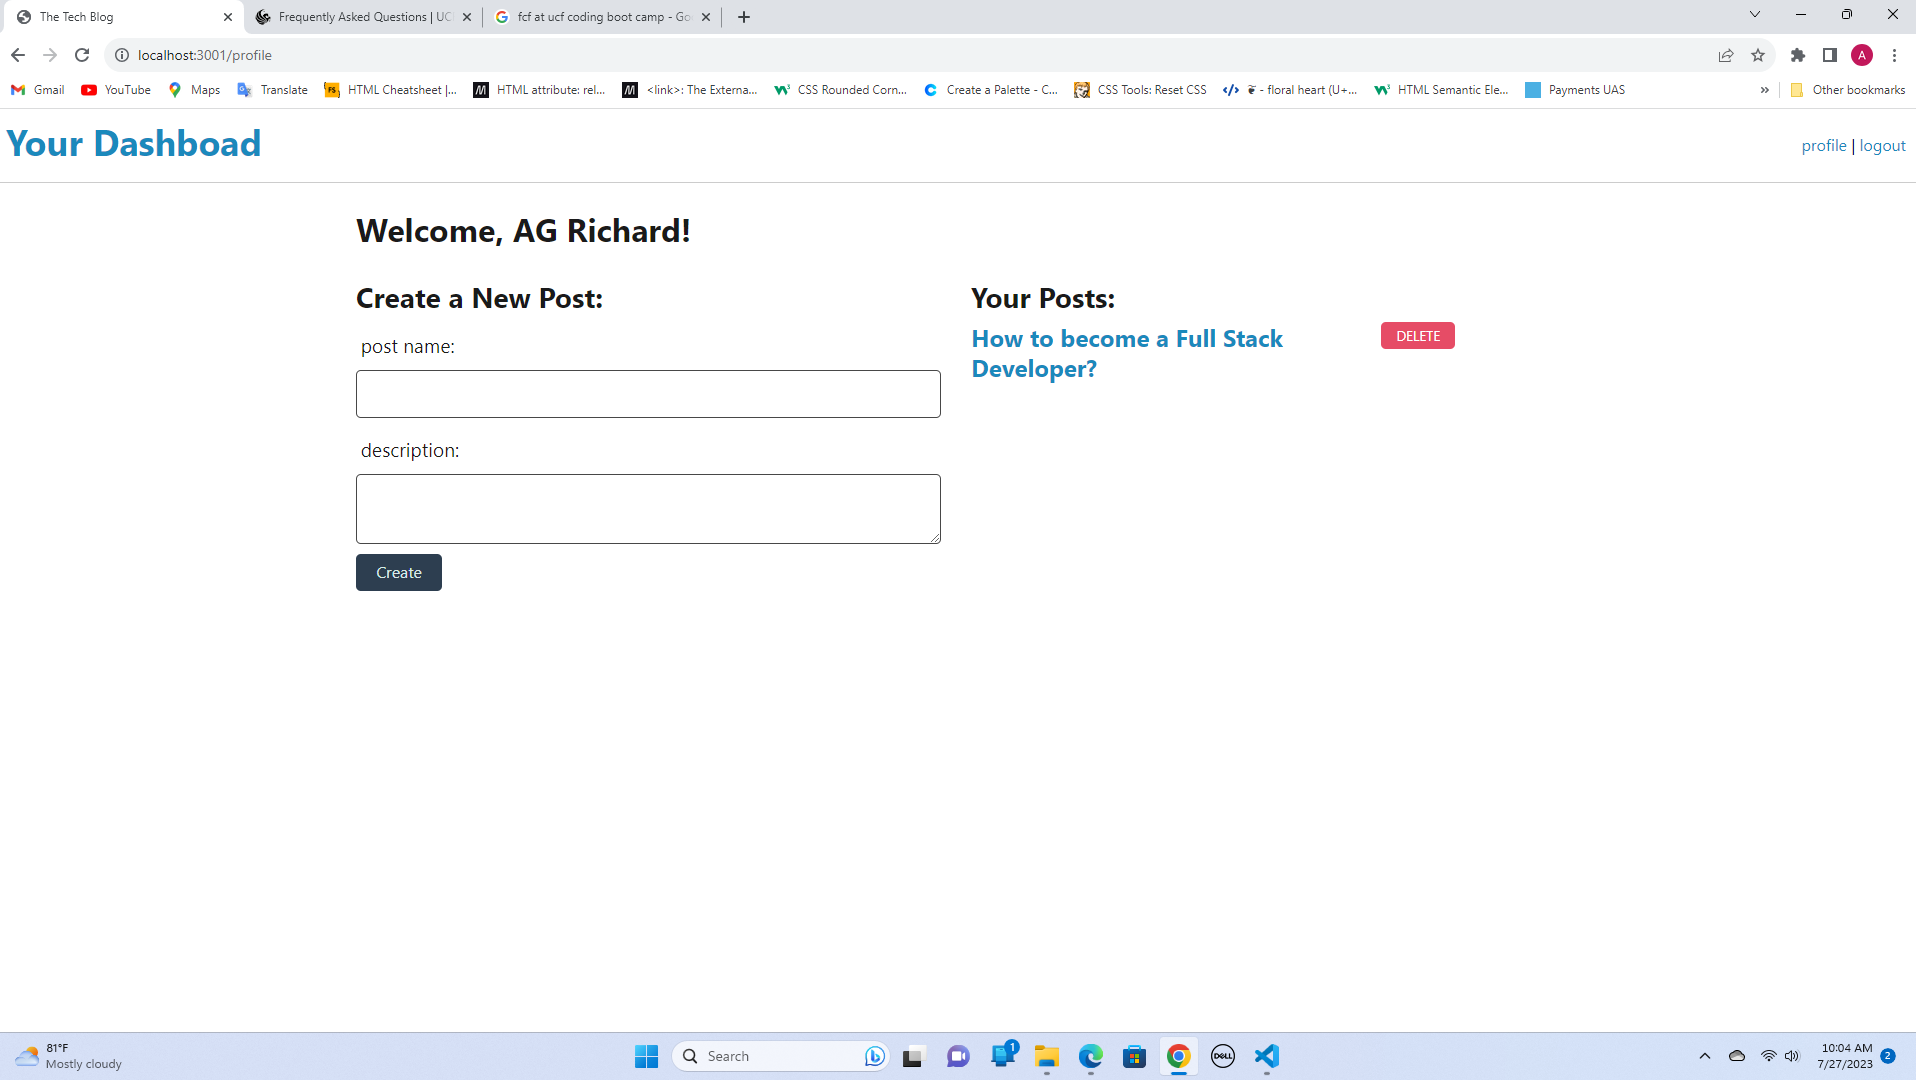 The Tech Blog
Frequently Asked Questions | UC
fcf at ucf coding boot camp - Go
localhost:3001/profile
A
Gmail
YouTube
Maps
Translate
HTML Cheatsheet |...
HTML attribute: rel...
<link>: The Externa...
CSS Rounded Corn...
Create a Palette - C...
CSS Tools: Reset CSS
- floral heart (U+...
HTML Semantic Ele...
Payments UAS
»
Other bookmarks
Your Dashboad
profile | logout
Welcome, AG Richard!
Create a New Post:
post name:
description:
Create
Your Posts:
How to become a Full Stack
Developer?
DELETE
81°F
Mostly cloudy
Search
1
DELL
10:04 AM
7/27/2023
2